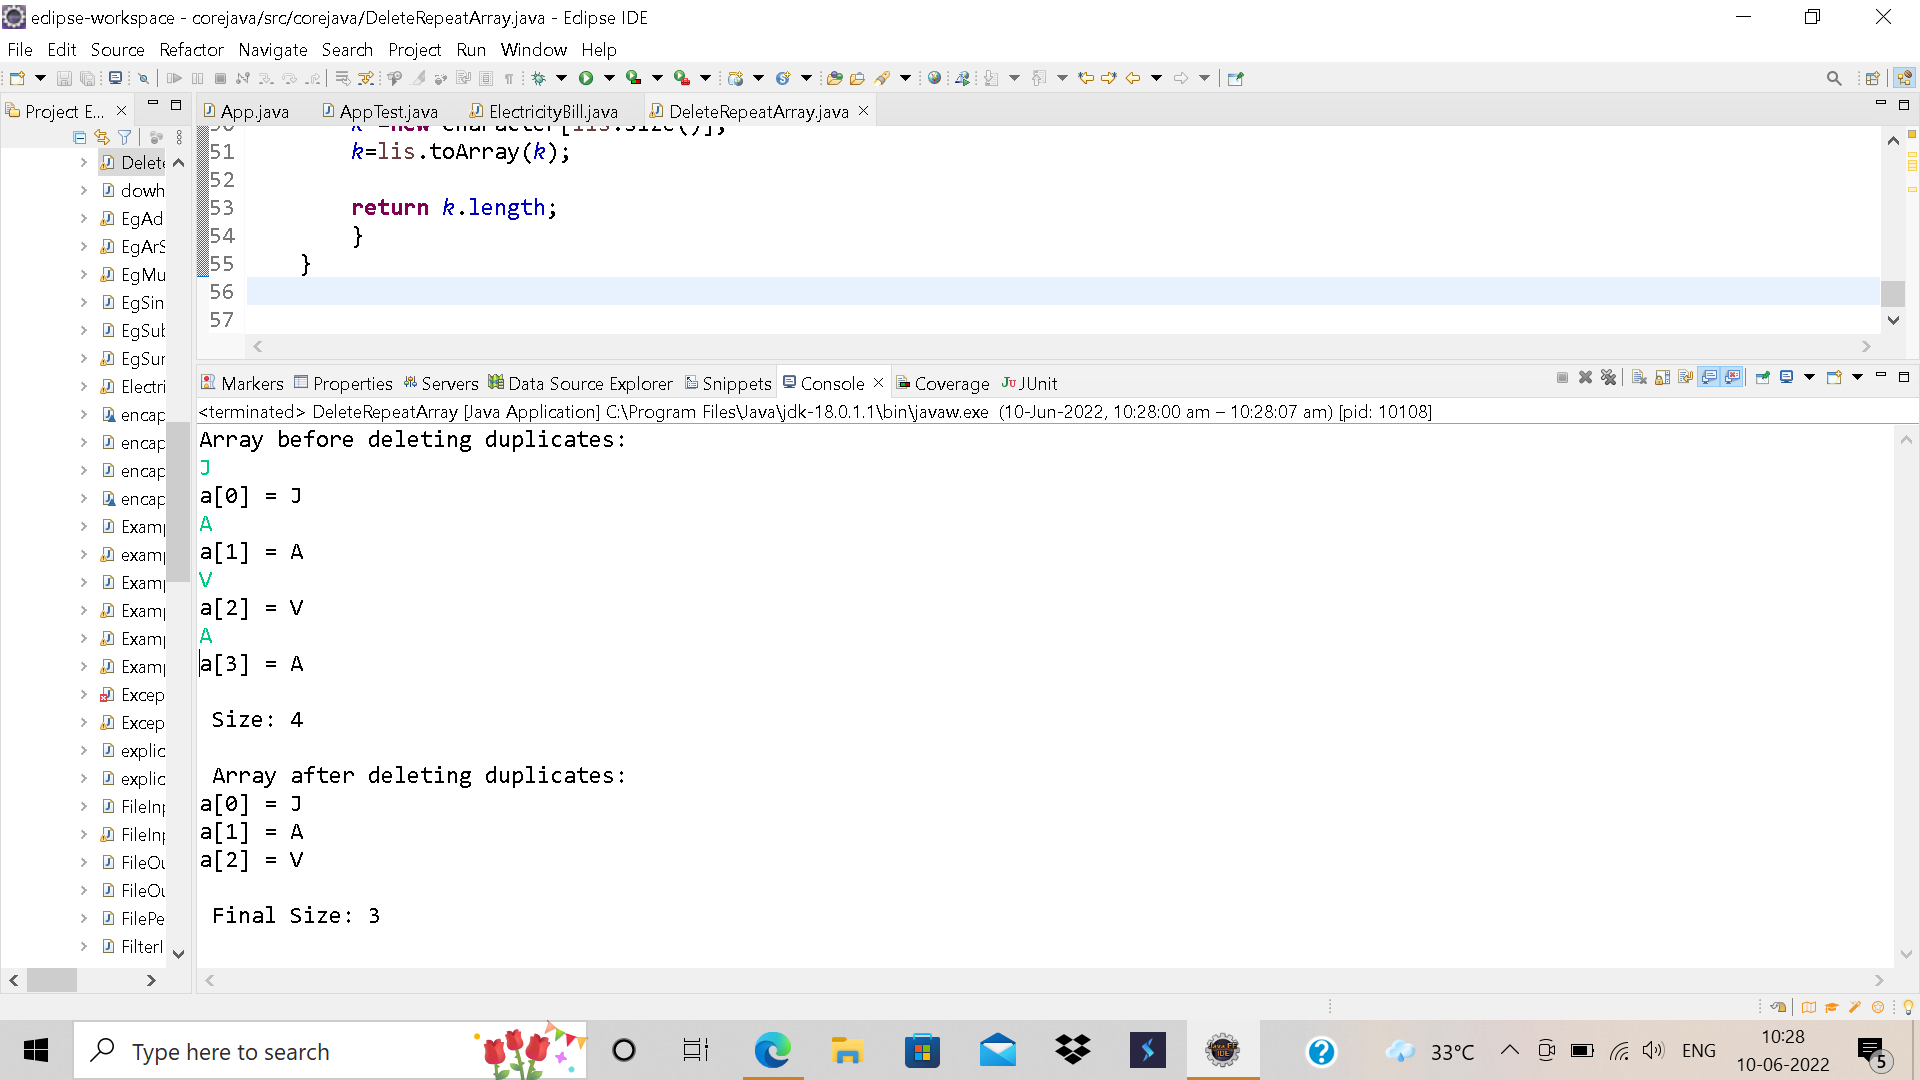 eclipse-workspace - corejava/src/corejava/DeleteRepeatArray.java - Eclipse IDE
File Edit Source Refactor Navigate Search Project Run Window Help
Project E...
App.java AppTest.java ElectricityBill.java DeleteRepeatArray.java
Delete
dowh
EgAd
EgArS
EgMu
EgSin
EgSub
EgSur
Electri
encap
encap
encap
encap
Examp
examp
Examp
Examp
Examp
Examp
Excep
Excep
explic
explic
FileInp
FileInp
FileOu
FileOu
FilePe
FilterI
50 k =new Character[lis.size()];
51 k=lis.toArray(k);
52
53 return k.length;
54 }
55 }
56
57
Markers Properties Servers Data Source Explorer Snippets Console Coverage JUnit
<terminated> DeleteRepeatArray [Java Application] C:\Program Files\Java\jdk-18.0.1.1\bin\javaw.exe (10-Jun-2022, 10:28:00 am – 10:28:07 am) [pid: 10108]
Array before deleting duplicates:
J
a[0] = J
A
a[1] = A
V
a[2] = V
A
a[3] = A
Size: 4
Array after deleting duplicates:
a[0] = J
a[1] = A
a[2] = V
Final Size: 3
Type here to search
33°C
ENG
10:28
10-06-2022
5